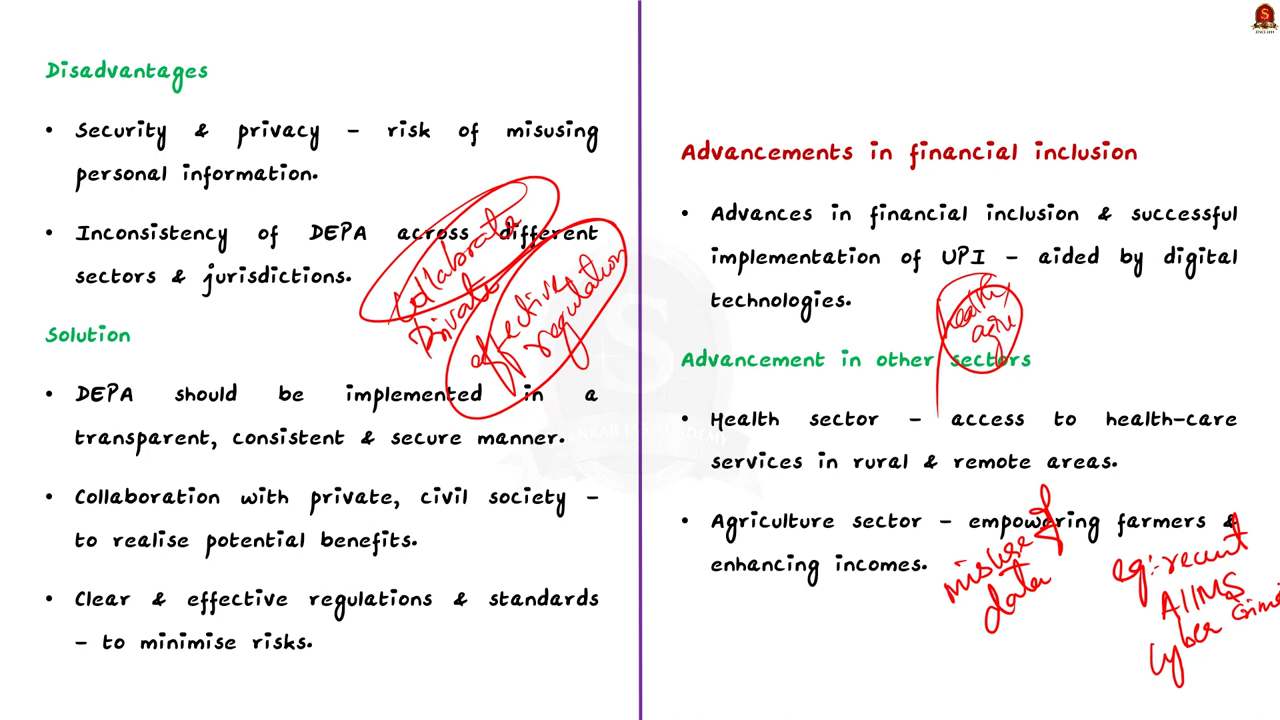 Disadvantages
• Security & privacy – risk of misusing
personal information.
• Inconsistency of DEPA across different
sectors & jurisdictions.
Solution
• DEPA should be implemented in a
transparent, consistent & secure manner.
• Collaboration with private, civil society –
to realise potential benefits.
• Clear & effective regulations & standards
– to minimise risks.
collaborate
private
effective
regulation
Advancements in financial inclusion
• Advances in financial inclusion & successful
implementation of UPI – aided by digital
technologies.
health,
agri
Advancement in other sectors
• Health sector – access to health-care
services in rural & remote areas.
• Agriculture sector – empowering farmers &
enhancing incomes.
misuse of
data
eg:- recent
AIIMS
cyber
S
ANKAR IAS ACADEMY